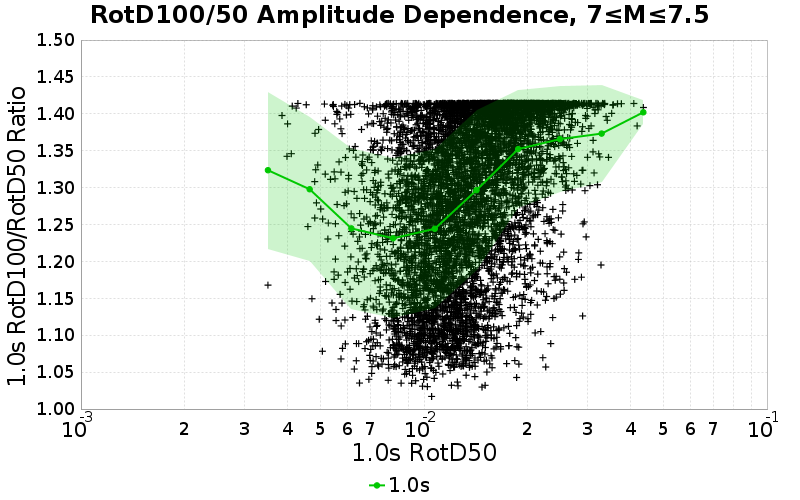 RotD100/50 Amplitude Dependence, 7≤M≤7.5
1.0s RotD100/RotD50 Ratio
1.50
1.45
1.40
1.35
1.30
1.25
1.20
1.15
1.10
1.05
1.00
10-3 2 3 4 5 6 7 10-2 2 3 4 5 6 7 10-1
1.0s RotD50
1.0s